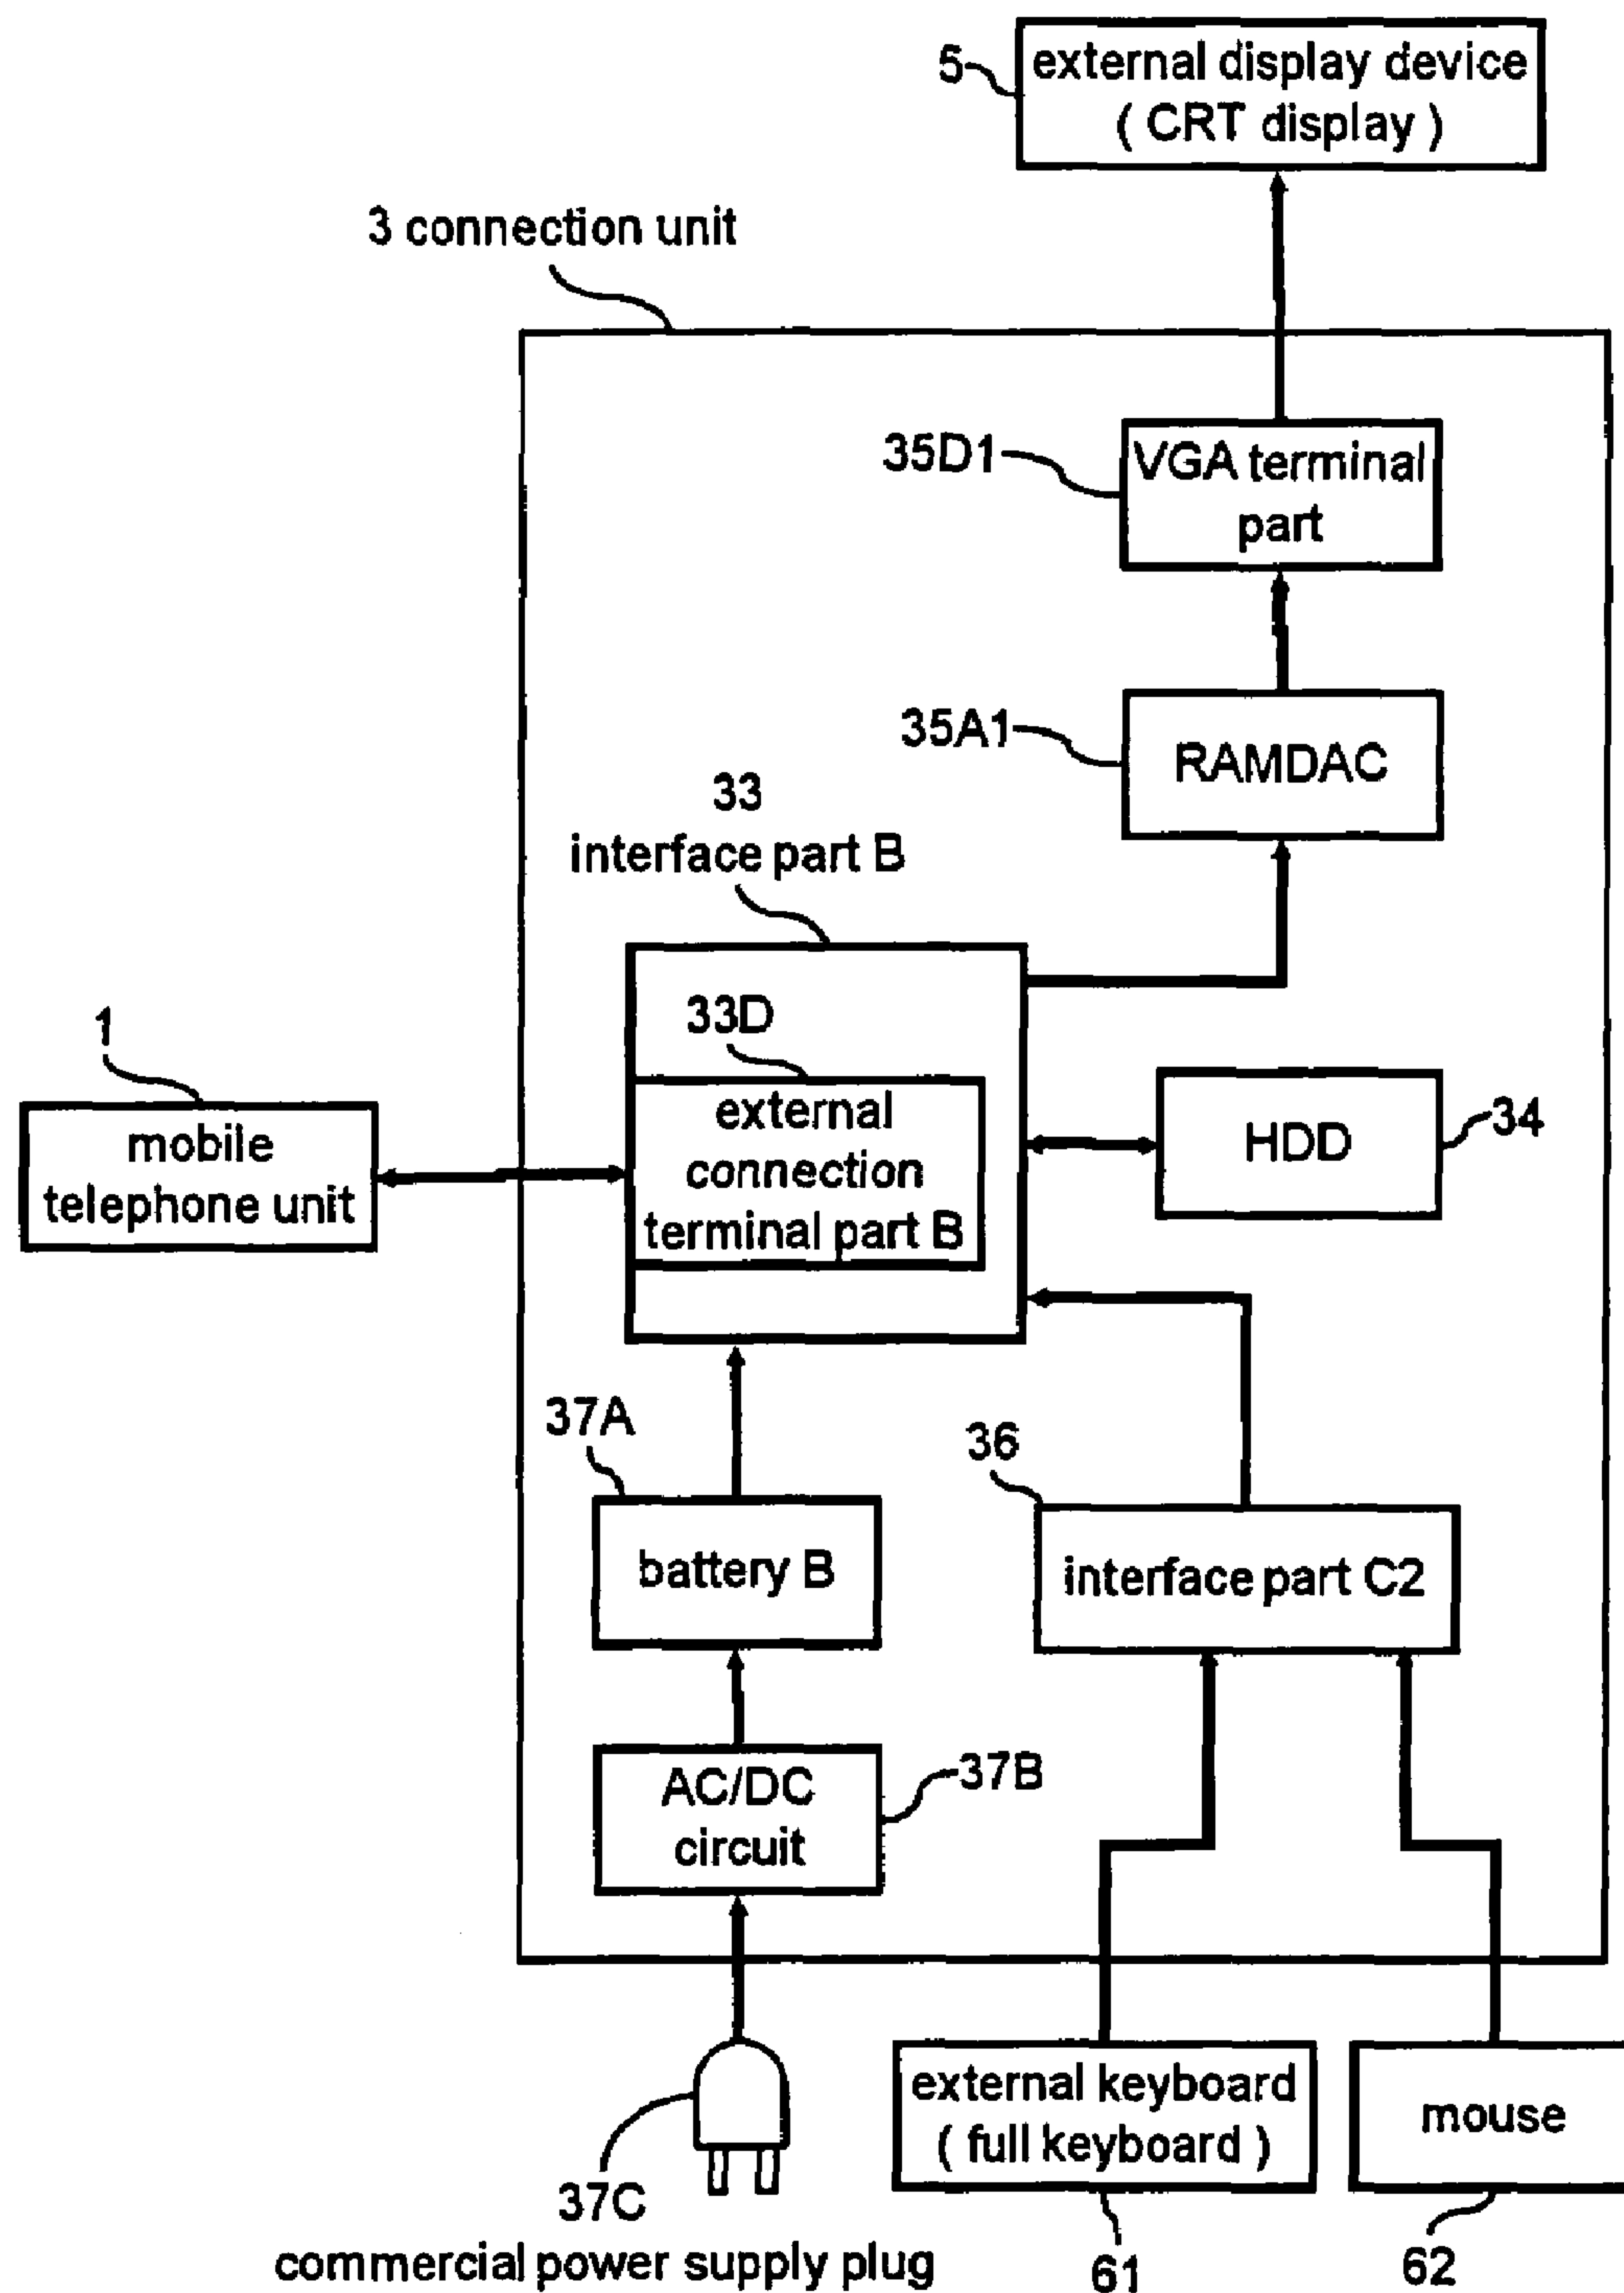 5
external display device
( CRT display )
3 connection unit
35D1
VGA terminal
part
35A1
RAMDAC
33
interface part B
33D
external
connection
terminal part B
1
mobile
telephone unit
HDD
34
37A
battery B
36
interface part C2
AC/DC
circuit
37B
external keyboard
( full keyboard )
mouse
37C
commercial power supply plug
61
62